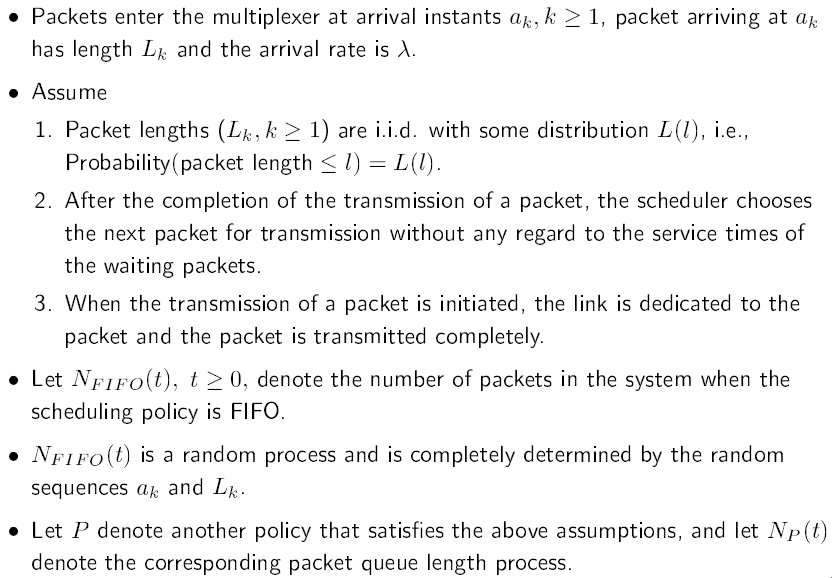 • Packets enter the multiplexer at arrival instants a_k, k ≥ 1, packet arriving at a_k
has length L_k and the arrival rate is λ.
• Assume
1. Packet lengths (L_k, k ≥ 1) are i.i.d. with some distribution L(l), i.e.,
Probability(packet length ≤ l) = L(l).
2. After the completion of the transmission of a packet, the scheduler chooses
the next packet for transmission without any regard to the service times of
the waiting packets.
3. When the transmission of a packet is initiated, the link is dedicated to the
packet and the packet is transmitted completely.
• Let N_{FIFO}(t), t ≥ 0, denote the number of packets in the system when the
scheduling policy is FIFO.
• N_{FIFO}(t) is a random process and is completely determined by the random
sequences a_k and L_k.
• Let P denote another policy that satisfies the above assumptions, and let N_P(t)
denote the corresponding packet queue length process.